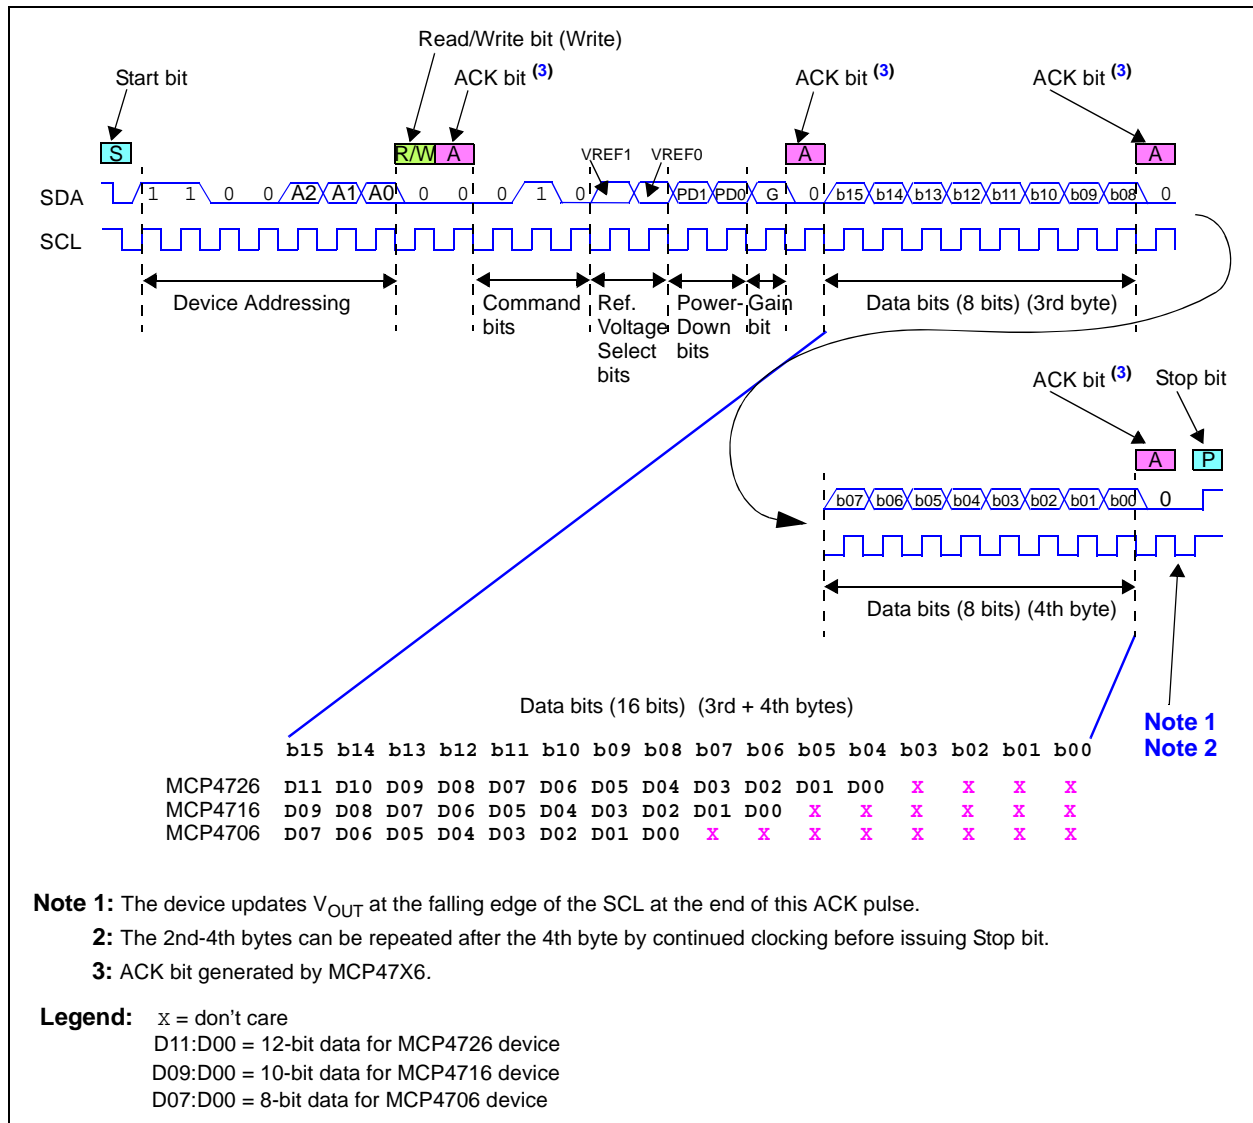 Read/Write bit (Write)
Start bit
ACK bit (3)
ACK bit (3)
ACK bit (3)
S
R/W
A
VREF1
VREF0
A
A
SDA
1 1 0 0 A2 A1 A0 0 0 0 1 0 PD1 PD0 G 0 b15 b14 b13 b12 b11 b10 b09 b08 0
SCL
Device Addressing
Command bits
Ref. Voltage Select bits
Power-Down bits
Gain bit
Data bits (8 bits) (3rd byte)
ACK bit (3)
Stop bit
A
P
b07 b06 b05 b04 b03 b02 b01 b00 0
Data bits (8 bits) (4th byte)
Note 1
Note 2
Data bits (16 bits) (3rd + 4th bytes)
b15 b14 b13 b12 b11 b10 b09 b08 b07 b06 b05 b04 b03 b02 b01 b00
MCP4726 D11 D10 D09 D08 D07 D06 D05 D04 D03 D02 D01 D00 X X X X
MCP4716 D09 D08 D07 D06 D05 D04 D03 D02 D01 D00 X X X X X X
MCP4706 D07 D06 D05 D04 D03 D02 D01 D00 X X X X X X X X
Note 1: The device updates VOUT at the falling edge of the SCL at the end of this ACK pulse.
2: The 2nd-4th bytes can be repeated after the 4th byte by continued clocking before issuing Stop bit.
3: ACK bit generated by MCP47X6.
Legend: X = don't care
D11:D00 = 12-bit data for MCP4726 device
D09:D00 = 10-bit data for MCP4716 device
D07:D00 = 8-bit data for MCP4706 device